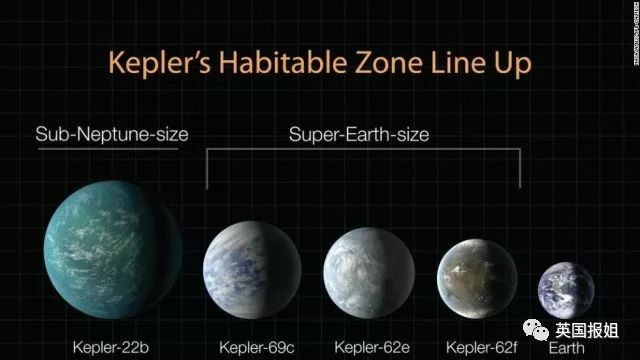 Kepler's Habitable Zone Line Up
Sub-Neptune-size
Super-Earth-size
Kepler-22b
Kepler-69c
Kepler-62e
Kepler-62f
Earth
英国报姐